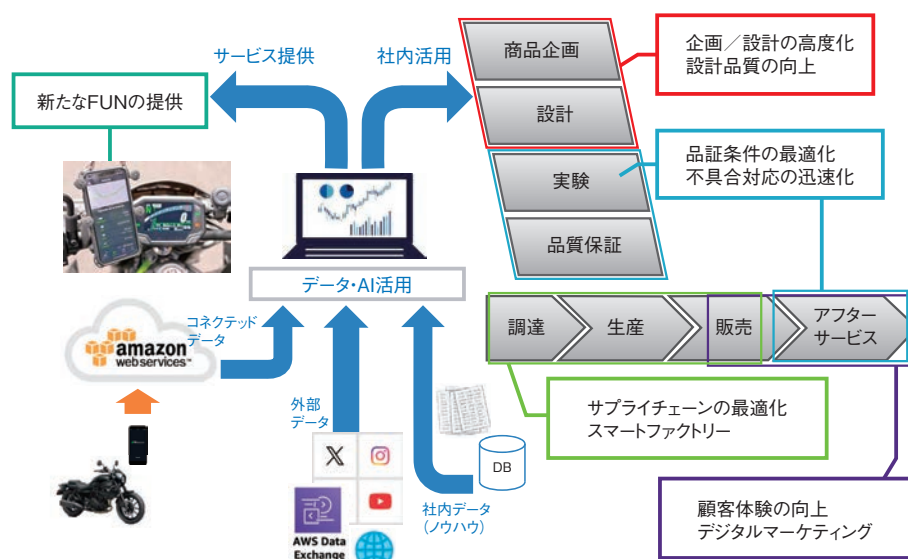 サービス提供
社内活用
新たなFUNの提供
商品企画
設計
実験
品質保証
企画／設計の高度化
設計品質の向上
品証条件の最適化
不具合対応の迅速化
データ・AI活用
コネクテッド
データ
amazon
webservices™
外部
データ
X
DB
社内データ
(ノウハウ)
AWS Data
Exchange
調達
生産
販売
アフター
サービス
サプライチェーンの最適化
スマートファクトリー
顧客体験の向上
デジタルマーケティング